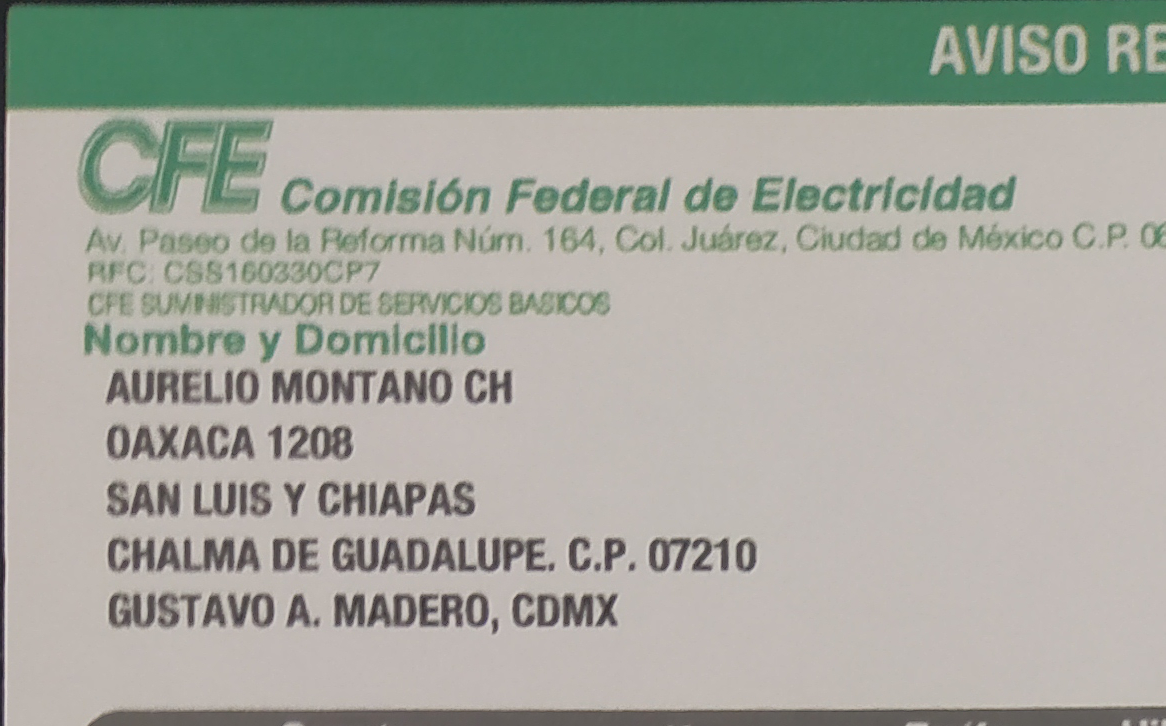 AVISO RE
CFE Comisión Federal de Electricidad
Av. Paseo de la Reforma Núm. 164, Col. Juárez, Ciudad de México C.P. 06
RFC: CSS160330CP7
CFE SUMINISTRADOR DE SERVICIOS BASICOS
Nombre y Domicilio
AURELIO MONTANO CH
OAXACA 1208
SAN LUIS Y CHIAPAS
CHALMA DE GUADALUPE. C.P. 07210
GUSTAVO A. MADERO, CDMX